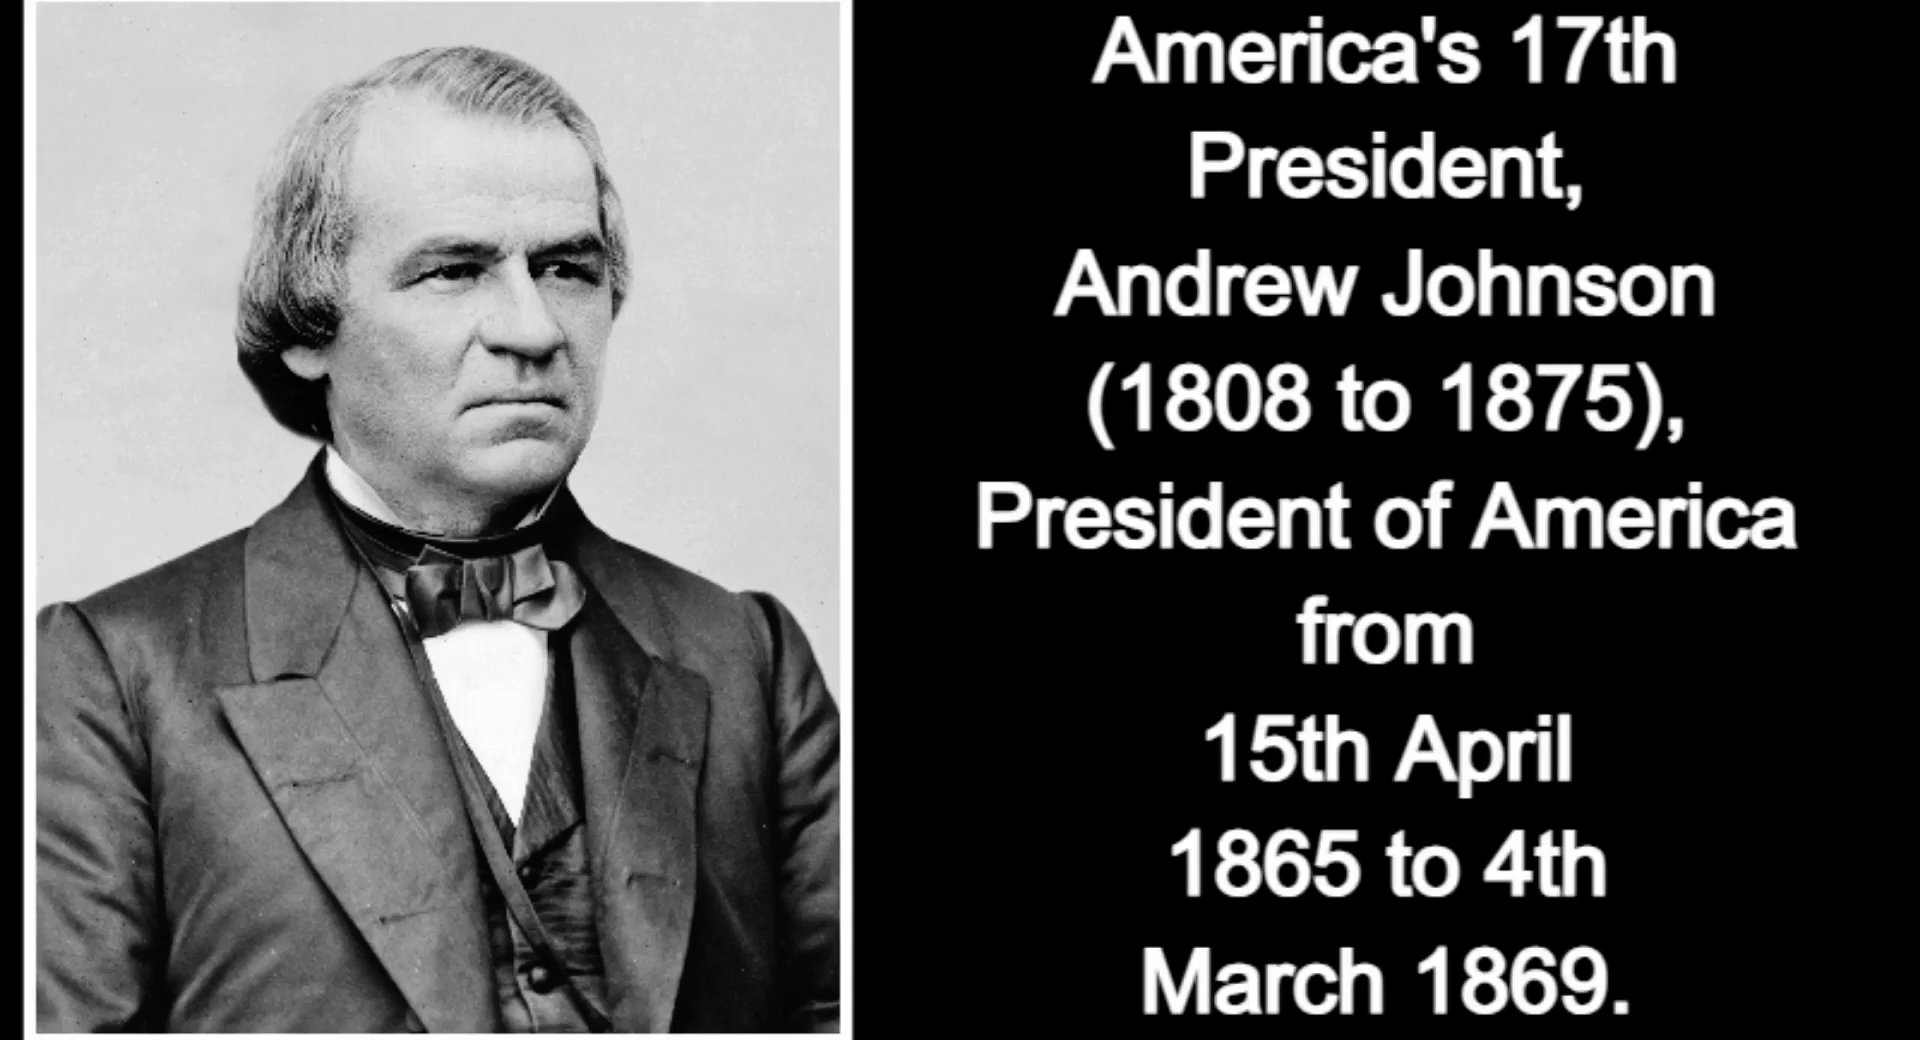 America's 17th
President,
Andrew Johnson
(1808 to 1875),
President of America
from
15th April
1865 to 4th
March 1869.